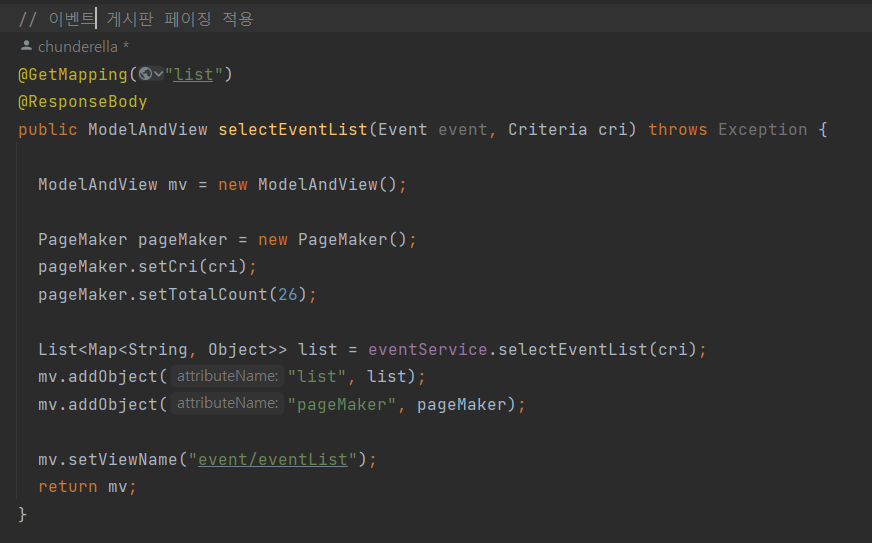 // 이벤트 게시판 페이징 적용
chunderella *
@GetMapping("list")
@ResponseBody
public ModelAndView selectEventList(Event event, Criteria cri) throws Exception {
ModelAndView mv = new ModelAndView();
PageMaker pageMaker = new PageMaker();
pageMaker.setCri(cri);
pageMaker.setTotalCount(26);
List<Map<String, Object>> list = eventService.selectEventList(cri);
mv.addObject( attributeName: "list", list);
mv.addObject( attributeName: "pageMaker", pageMaker);
mv.setViewName("event/eventList");
return mv;
}